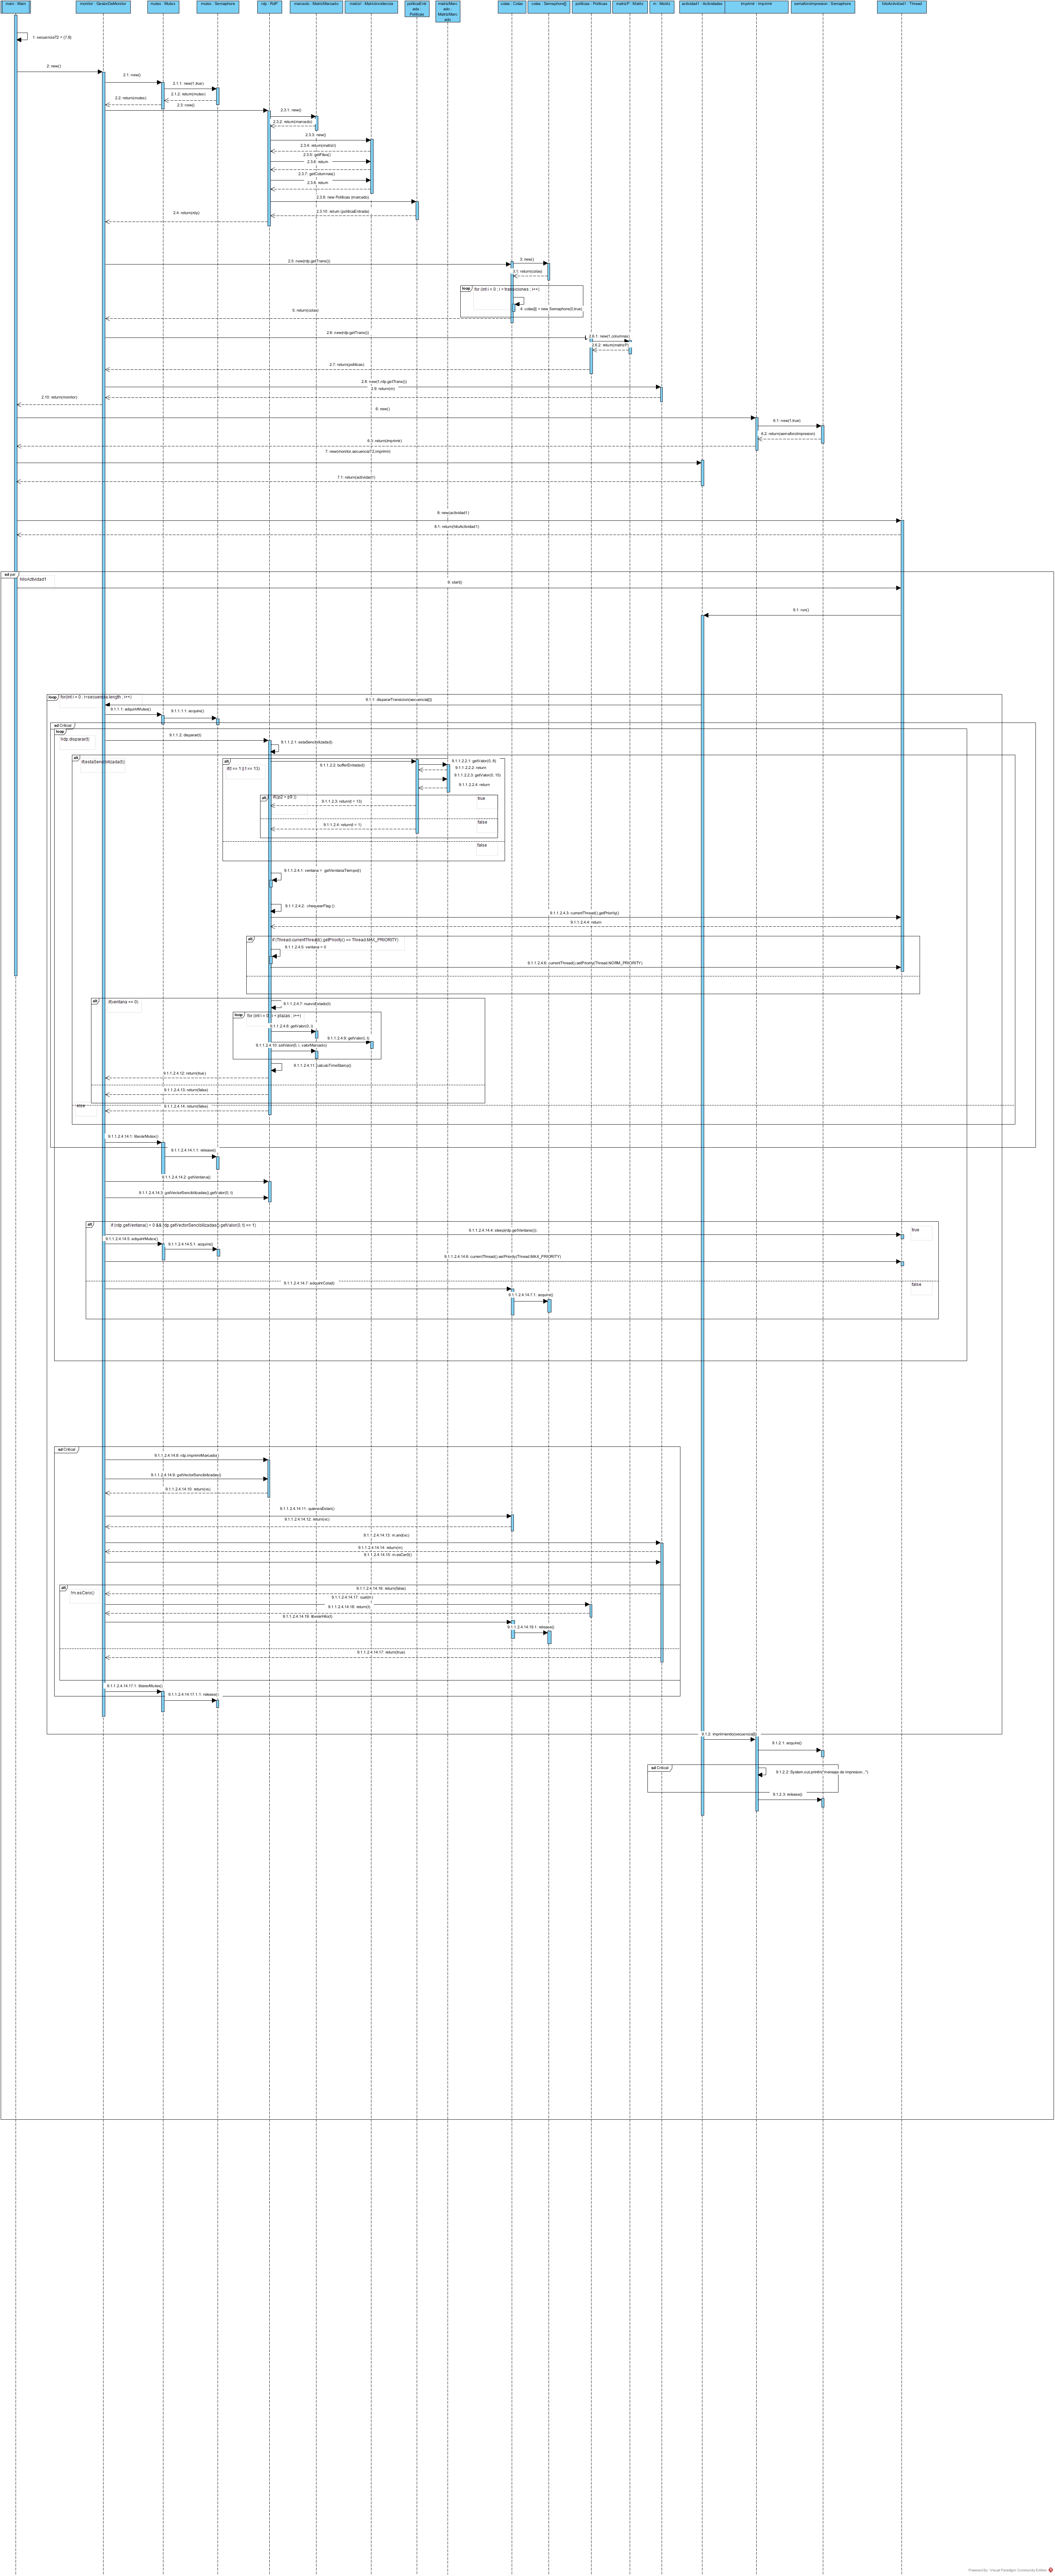 main : Main
monitor : GestorDeMonitor
mutex : Mutex
mutex : Semaphore
rdp : RdP
marcado : MatrizMarcado
matrizI : MatrizIncidencia
politicaEntr
ada :
Politicas
matrizMarc
ado :
MatrizMarc
ado
colas : Colas
colas : Semaphore[]
politicas : Politicas
matrizP : Matriz
m : Matriz
actividad1 : Actividades
imprimir : Imprimir
semaforoImpresion : Semaphore
hiloActividad1 : Thread
1: secuenciaT2 = {7,8}
2: new()
2.1: new()
2.1.1: new(1,true)
2.1.2: return(mutex)
2.2: return(mutex)
2.3: new()
2.3.1: new()
2.3.2: return(marcado)
2.3.3: new()
2.3.4: return(matrizI)
2.3.5: getFilas()
2.3.6: return
2.3.7: getColumnas()
2.3.8: return
2.3.9: new Politicas (marcado)
2.3.10: return (politicaEntrada)
2.4: return(rdp)
2.5: new(rdp.getTrans())
3: new()
3.1: return(colas)
loop
for (int i = 0 ; i > transiciones ; i++)
4: colas[i] = new Semaphore(0,true)
5: return(colas)
2.6: new(rdp.getTrans())
2.6.1: new(1,columnas)
2.6.2: return(matrizP)
2.7: return(politicas)
2.8: new(1,rdp.getTrans())
2.9: return(m)
2.10: return(monitor)
6: new()
6.1: new(1,true)
6.2: return(semaforoImpresion)
6.3: return(imprimir)
7: new(monitor,secuenciaT2,imprimir)
7.1: return(actividad1)
8: new(actividad1)
8.1: return(hiloActividad1)
sd par
hiloActividad1
9: start()
9.1: run()
loop
for(int i = 0 ; i<secuencia.length ; i++)
9.1.1: dispararTransicion(secuencia[i])
9.1.1.1: adquirirMutex()
9.1.1.1.1: acquire()
sd Critical
loop
!rdp.disparar(t)
9.1.1.2: disparar(t)
9.1.1.2.1: estaSensibilizada(t)
alt
if(estaSensibilizada(t))
alt
if(t == 1 || t == 1))
9.1.1.2.2: bufferEntrada(t)
9.1.1.2.2.1: getValor(0, 8)
9.1.1.2.2.2: return
9.1.1.2.2.3: getValor(0, 15)
9.1.1.2.2.4: return
alt
if(p2 > p9 )
true
9.1.1.2.3: return(t = 13)
false
9.1.1.2.4: return(t = 1)
false
9.1.1.2.4.1: ventana = getVentanaTiempo(t)
9.1.1.2.4.2: chequearFlag ()
9.1.1.2.4.3: currentThread().getPriority()
9.1.1.2.4.4: return
alt
if (Thread.currentThread().getPriority() == Thread.MAX_PRIORITY)
9.1.1.2.4.5: ventana = 0
9.1.1.2.4.6: currentThread().setPriority(Thread.NORM_PRIORITY)
alt
if(ventana == 0)
9.1.1.2.4.7: nuevoEstado(t)
loop
for (int i = 0; i < plazas ; i++)
9.1.1.2.4.8: getValor(0, i)
9.1.1.2.4.9: getValor(i, t)
9.1.1.2.4.10: setValor(0, i, valorMarcado)
9.1.1.2.4.11: calcularTimeStamp()
9.1.1.2.4.12: return(true)
9.1.1.2.4.13: return(false)
else
9.1.1.2.4.14: return(false)
9.1.1.2.4.14.1: liberarMutex()
9.1.1.2.4.14.1.1: release()
9.1.1.2.4.14.2: getVentana()
9.1.1.2.4.14.3: getVectorSencibilizadas().getValor(0, t)
alt
if (rdp.getVentana() > 0 && (rdp.getVectorSencibilizadas().getValor(0, t) == 1)
9.1.1.2.4.14.4: sleep(rdp.getVentana());
true
9.1.1.2.4.14.5: adquirirMutex()
9.1.1.2.4.14.5.1: acquire()
9.1.1.2.4.14.6: currentThread().setPriority(Thread.MAX_PRIORITY)
9.1.1.2.4.14.7: adquirirCola(t)
false
9.1.1.2.4.14.7.1: acquire()
sd Critical
9.1.1.2.4.14.8: rdp.imprimirMarcado()
9.1.1.2.4.14.9: getVectorSencibilizadas()
9.1.1.2.4.14.10: return(vs)
9.1.1.2.4.14.11: quienesEstan()
9.1.1.2.4.14.12: return(vc)
9.1.1.2.4.14.13: m.and(vc)
9.1.1.2.4.14.14: return(m)
9.1.1.2.4.14.15: m.esCer0()
alt
!m.esCero()
9.1.1.2.4.14.16: return(false)
9.1.1.2.4.14.17: cual(m)
9.1.1.2.4.14.18: return(t)
9.1.1.2.4.14.19: liberarHilo(t)
9.1.1.2.4.14.19.1: release()
9.1.1.2.4.14.17: return(true)
9.1.1.2.4.14.17.1: liberarMutex()
9.1.1.2.4.14.17.1.1: release()
9.1.2: imprimiendo(secuencia[i])
9.1.2.1: acquire()
sd Critical
9.1.2.2: System.out.println("mensaje de impresion...")
9.1.2.3: release()
Powered By Visual Paradigm Community Edition